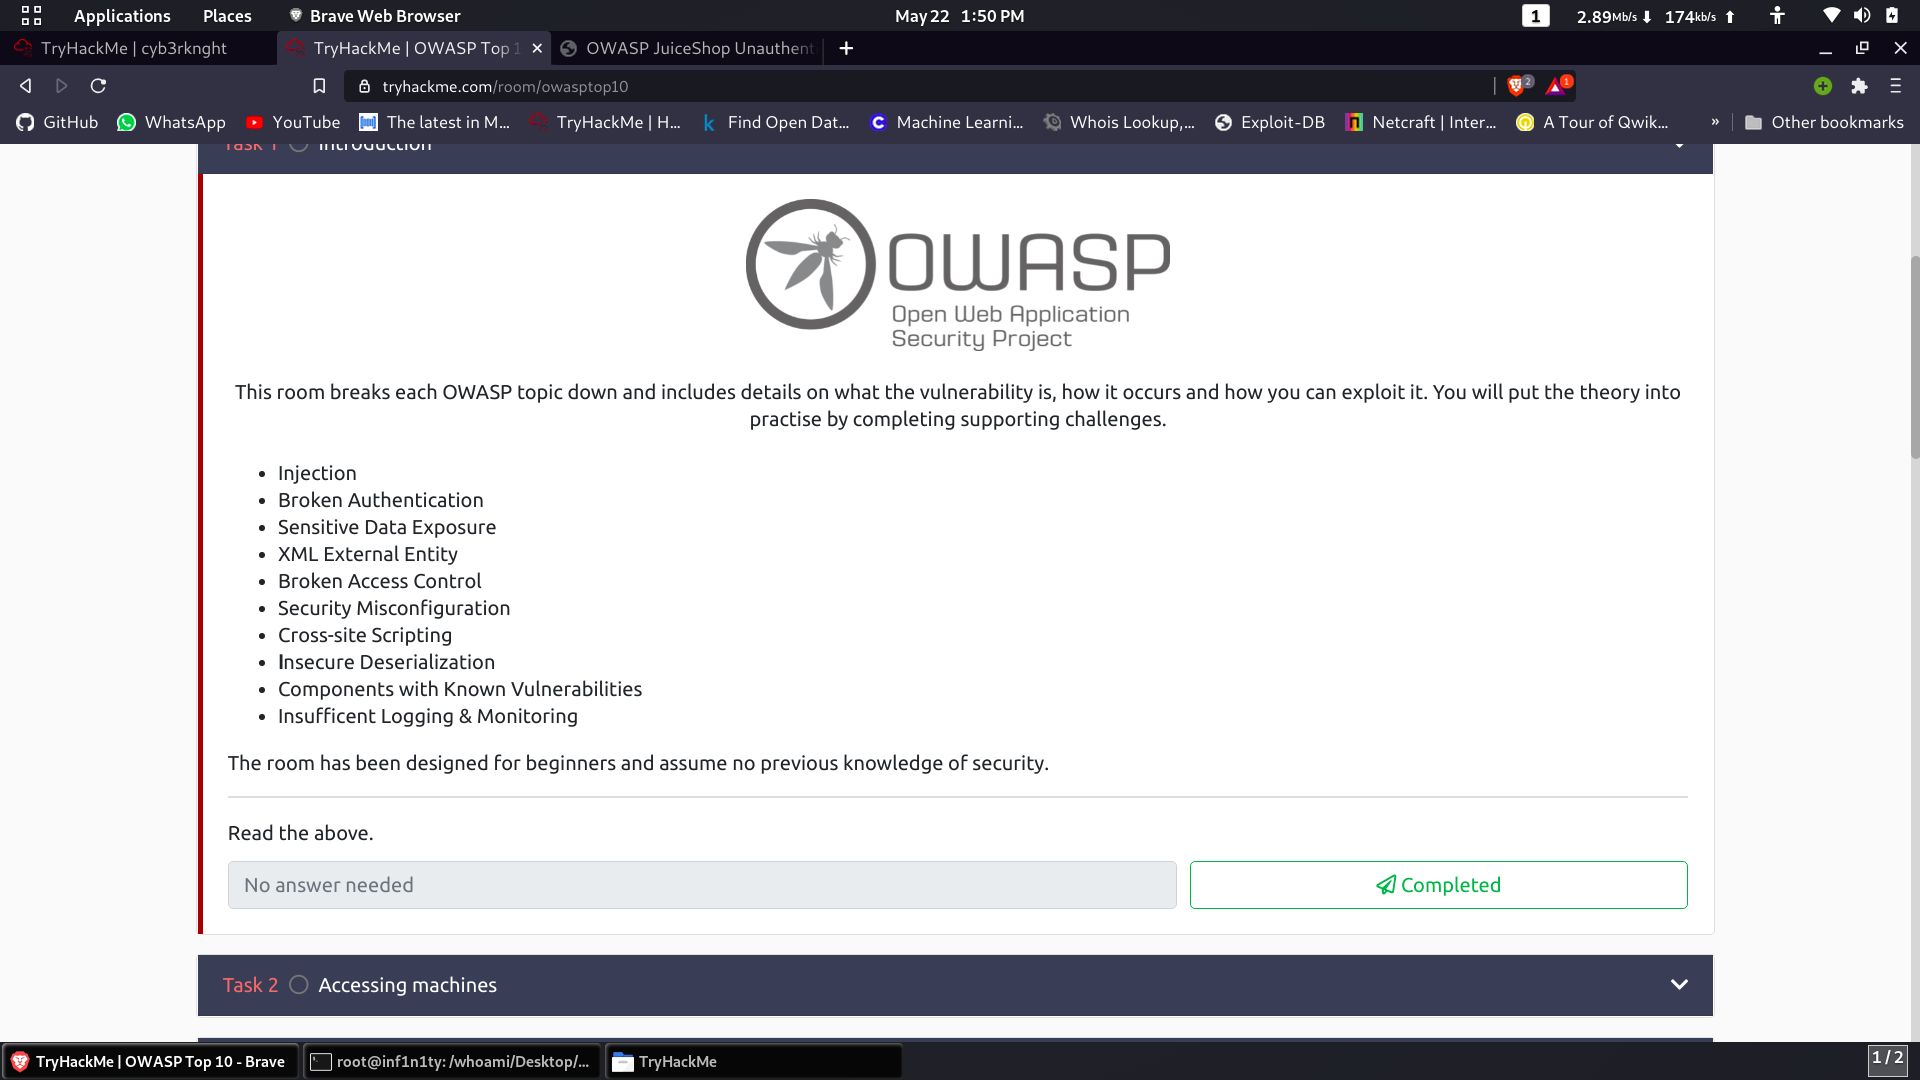 Applications Places Brave Web Browser May 22 1:50 PM 1 2.89Mb/s 174kb/s
TryHackMe | cyb3rknght TryHackMe | OWASP Top 1 OWASP JuiceShop Unauthent
tryhackme.com/room/owasptop10 2 1
GitHub WhatsApp YouTube The latest in M... TryHackMe | H... Find Open Dat... Machine Learni... Whois Lookup,... Exploit-DB Netcraft | Inter... A Tour of Qwik... » Other bookmarks
Task 1 Introduction
OWASP
Open Web Application
Security Project
This room breaks each OWASP topic down and includes details on what the vulnerability is, how it occurs and how you can exploit it. You will put the theory into
practise by completing supporting challenges.
Injection
Broken Authentication
Sensitive Data Exposure
XML External Entity
Broken Access Control
Security Misconfiguration
Cross-site Scripting
Insecure Deserialization
Components with Known Vulnerabilities
Insufficent Logging & Monitoring
The room has been designed for beginners and assume no previous knowledge of security.
Read the above.
No answer needed Completed
Task 2 Accessing machines
TryHackMe | OWASP Top 10 - Brave root@inf1n1ty: /whoami/Desktop/... TryHackMe 1 / 2